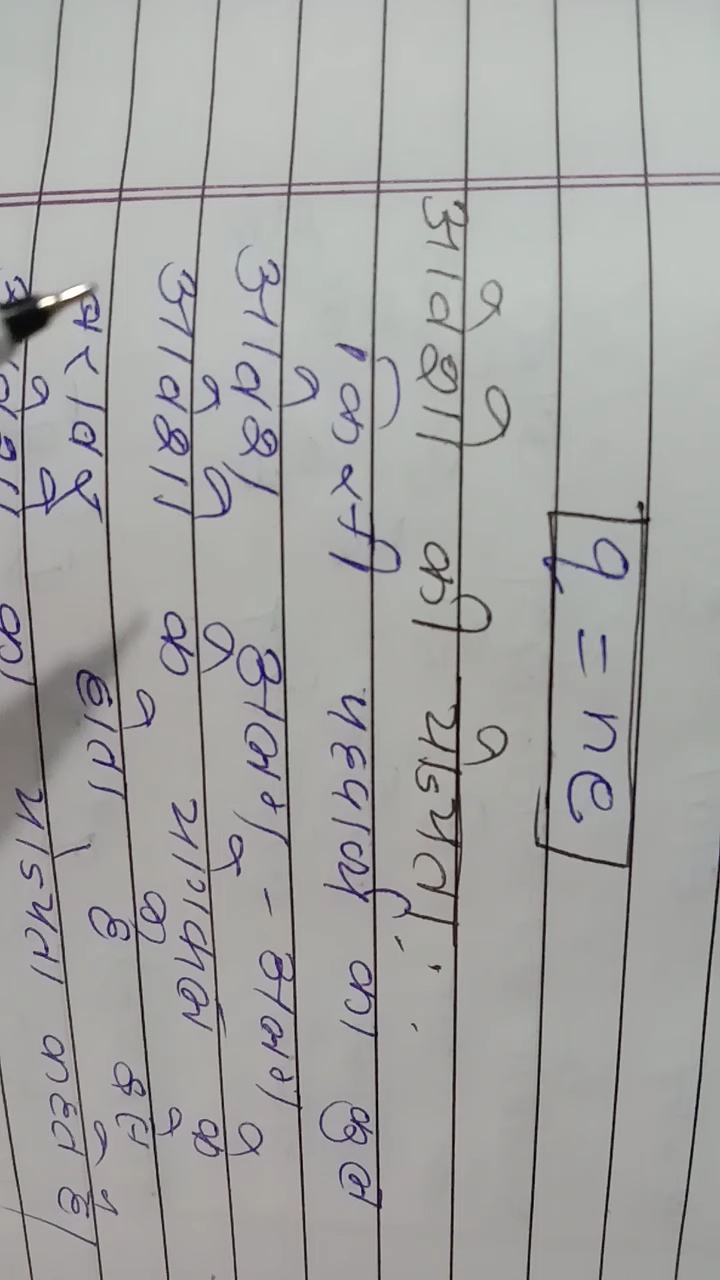 q = ne
आवेशों की योज्यता :
किसी पदार्थ का कुल
आवेश अलग - अलग
आवेशों के योगफल के
बराबर होता है इसे
आवेशों की योज्यता कहते हैं।